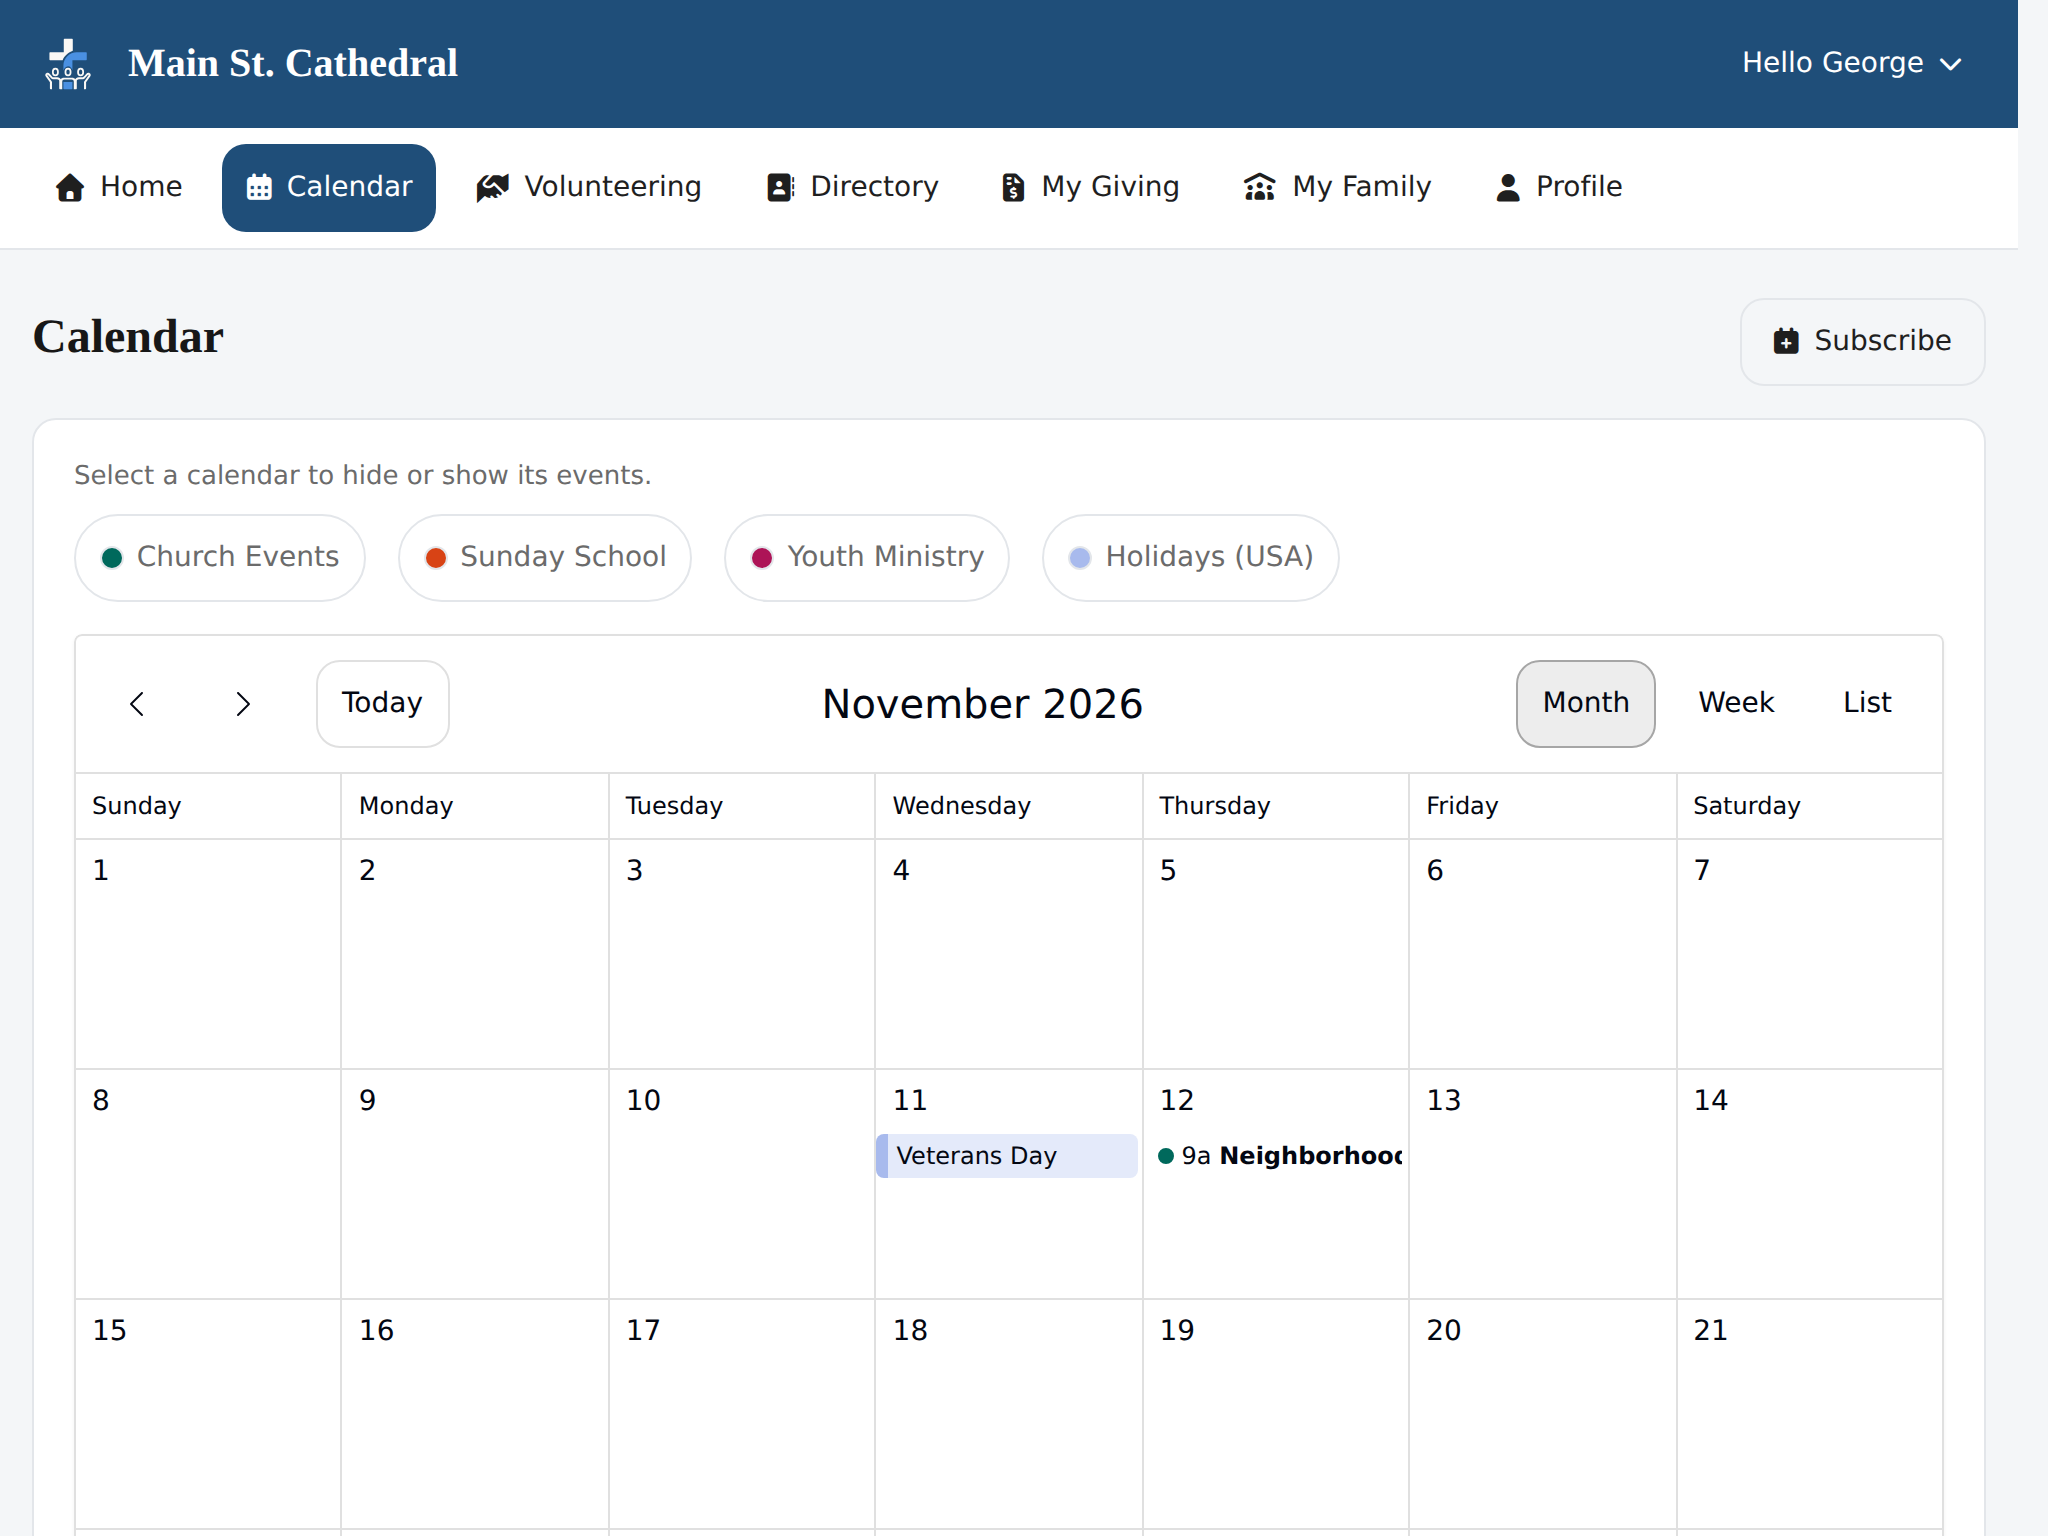 Main St. Cathedral
Hello George
Home
Calendar
Volunteering
Directory
My Giving
My Family
Profile
Calendar
Subscribe
Select a calendar to hide or show its events.
Church Events
Sunday School
Youth Ministry
Holidays (USA)
Today
November 2026
Month
Week
List
Sunday
Monday
Tuesday
Wednesday
Thursday
Friday
Saturday
1
2
3
4
5
6
7
8
9
10
11
12
13
14
Veterans Day
9a Neighborhood
15
16
17
18
19
20
21